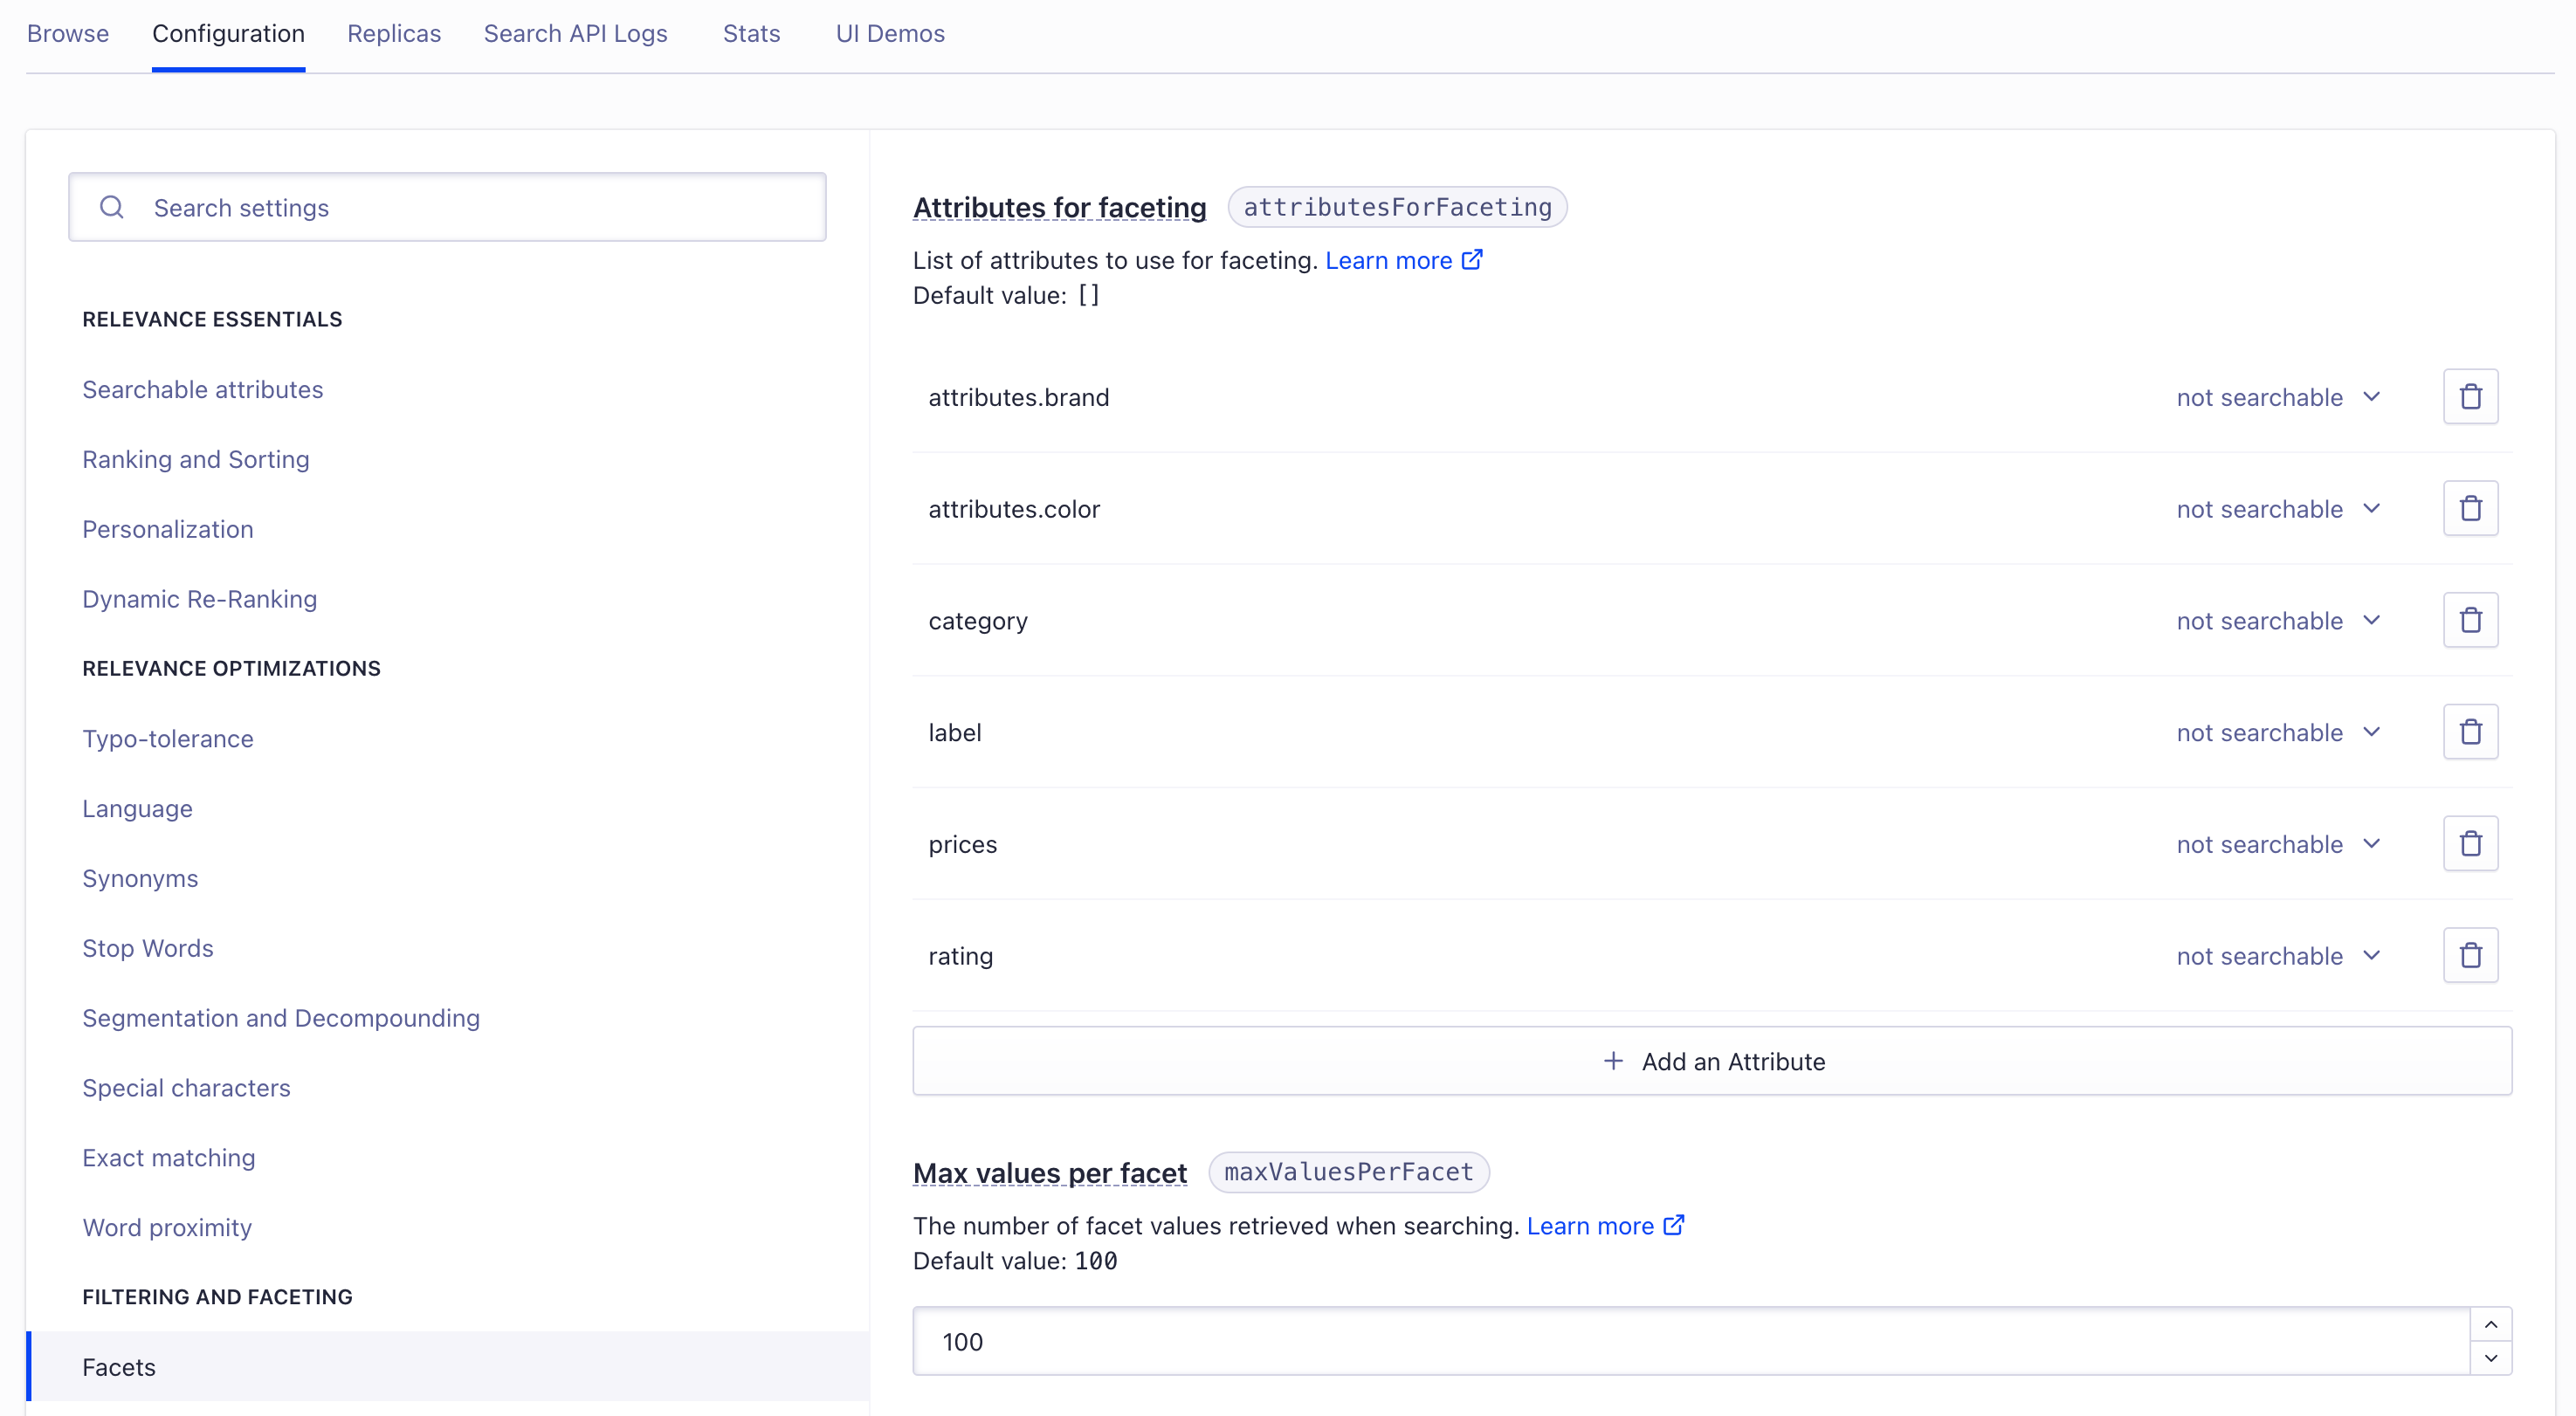 Browse Configuration Replicas Search API Logs Stats UI Demos
Search settings
RELEVANCE ESSENTIALS
Searchable attributes
Ranking and Sorting
Personalization
Dynamic Re-Ranking
RELEVANCE OPTIMIZATIONS
Typo-tolerance
Language
Synonyms
Stop Words
Segmentation and Decompounding
Special characters
Exact matching
Word proximity
FILTERING AND FACETING
Facets
Attributes for faceting attributesForFaceting
List of attributes to use for faceting. Learn more
Default value: []
attributes.brand not searchable
attributes.color not searchable
category not searchable
label not searchable
prices not searchable
rating not searchable
+ Add an Attribute
Max values per facet maxValuesPerFacet
The number of facet values retrieved when searching. Learn more
Default value: 100
100